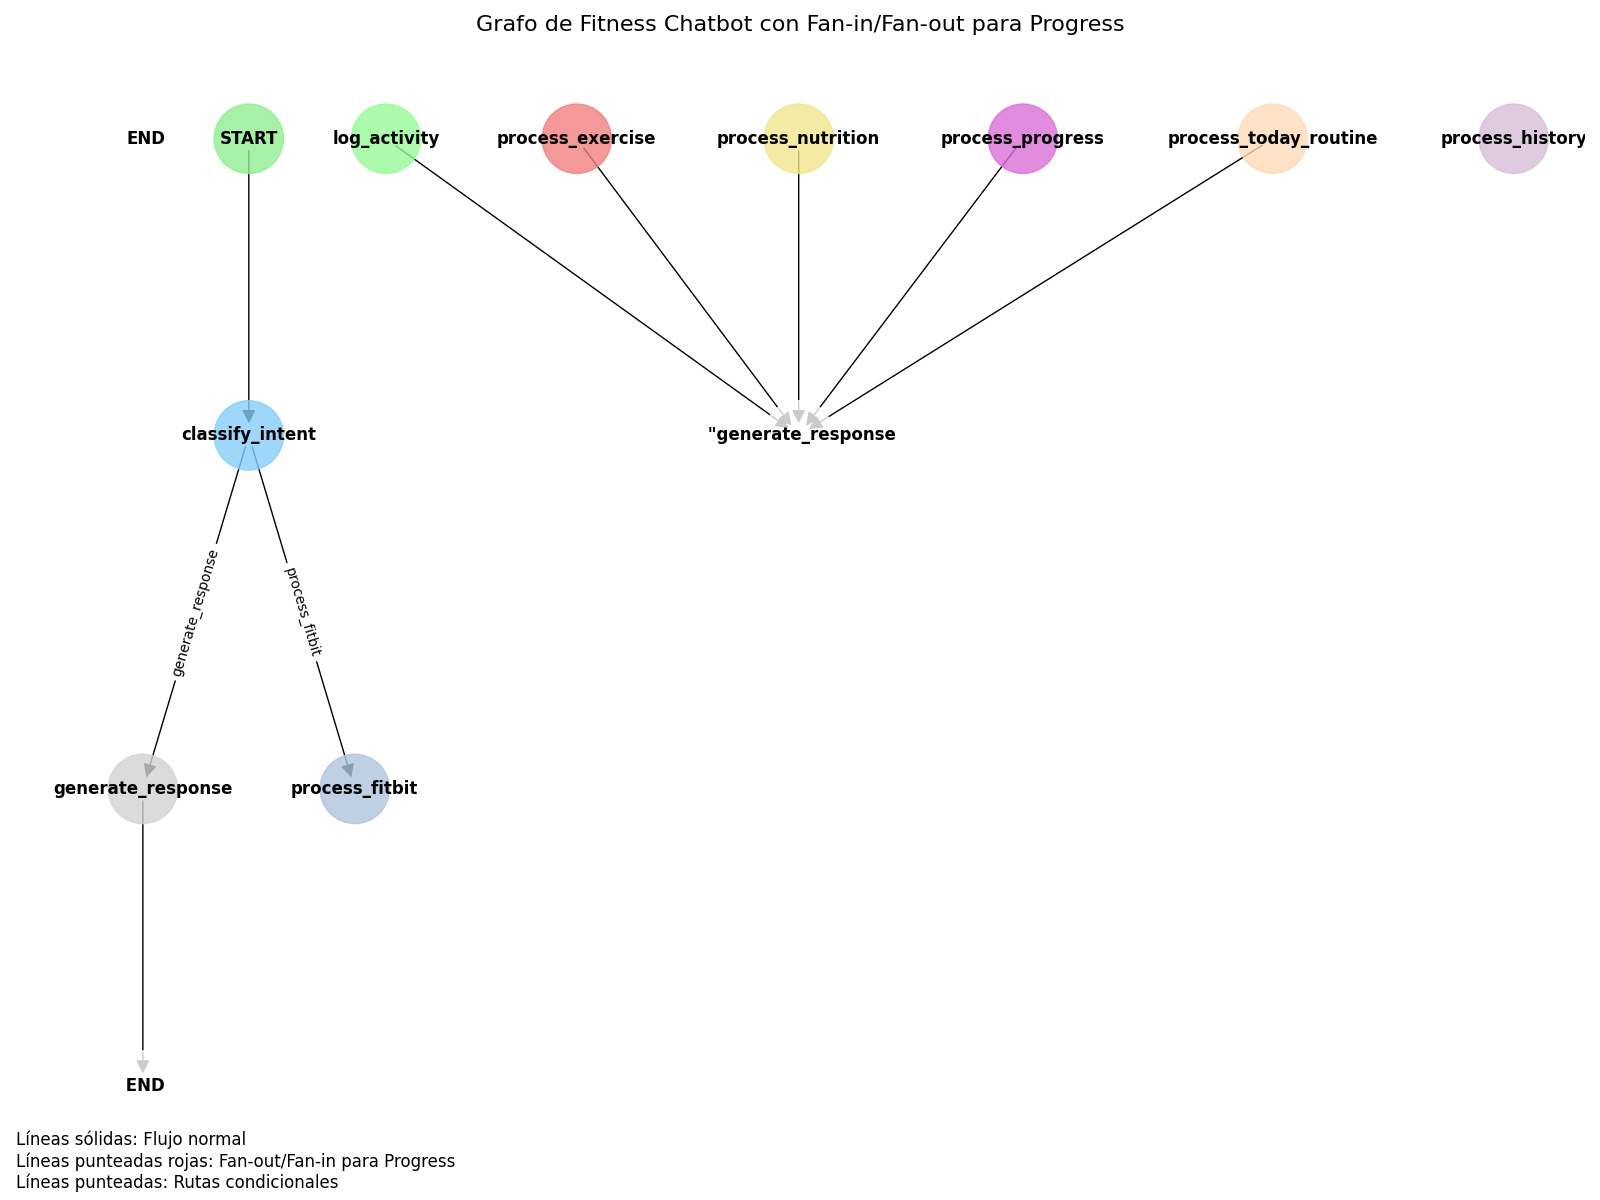 Grafo de Fitness Chatbot con Fan-in/Fan-out para Progress
END
START
log_activity
process_exercise
process_nutrition
process_progress
process_today_routine
process_history
classify_intent
"generate_response
generate_response
process_fitbit
generate_response
process_fitbit
END
Líneas sólidas: Flujo normal
Líneas punteadas rojas: Fan-out/Fan-in para Progress
Líneas punteadas: Rutas condicionales